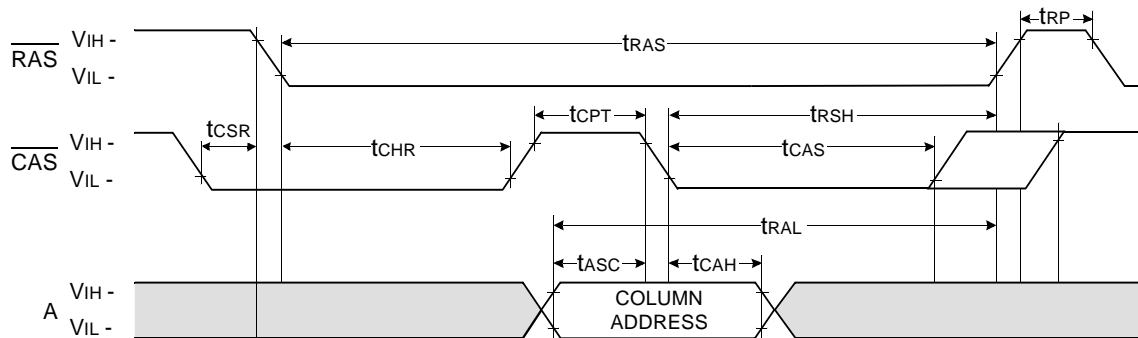 tRP
RAS VIH -
tRAS
VIL -
tCSR tCPT tRSH
CAS VIH -
tCHR tCAS
VIL -
tRAL
tASC tCAH
A VIH -
COLUMN
ADDRESS
VIL -